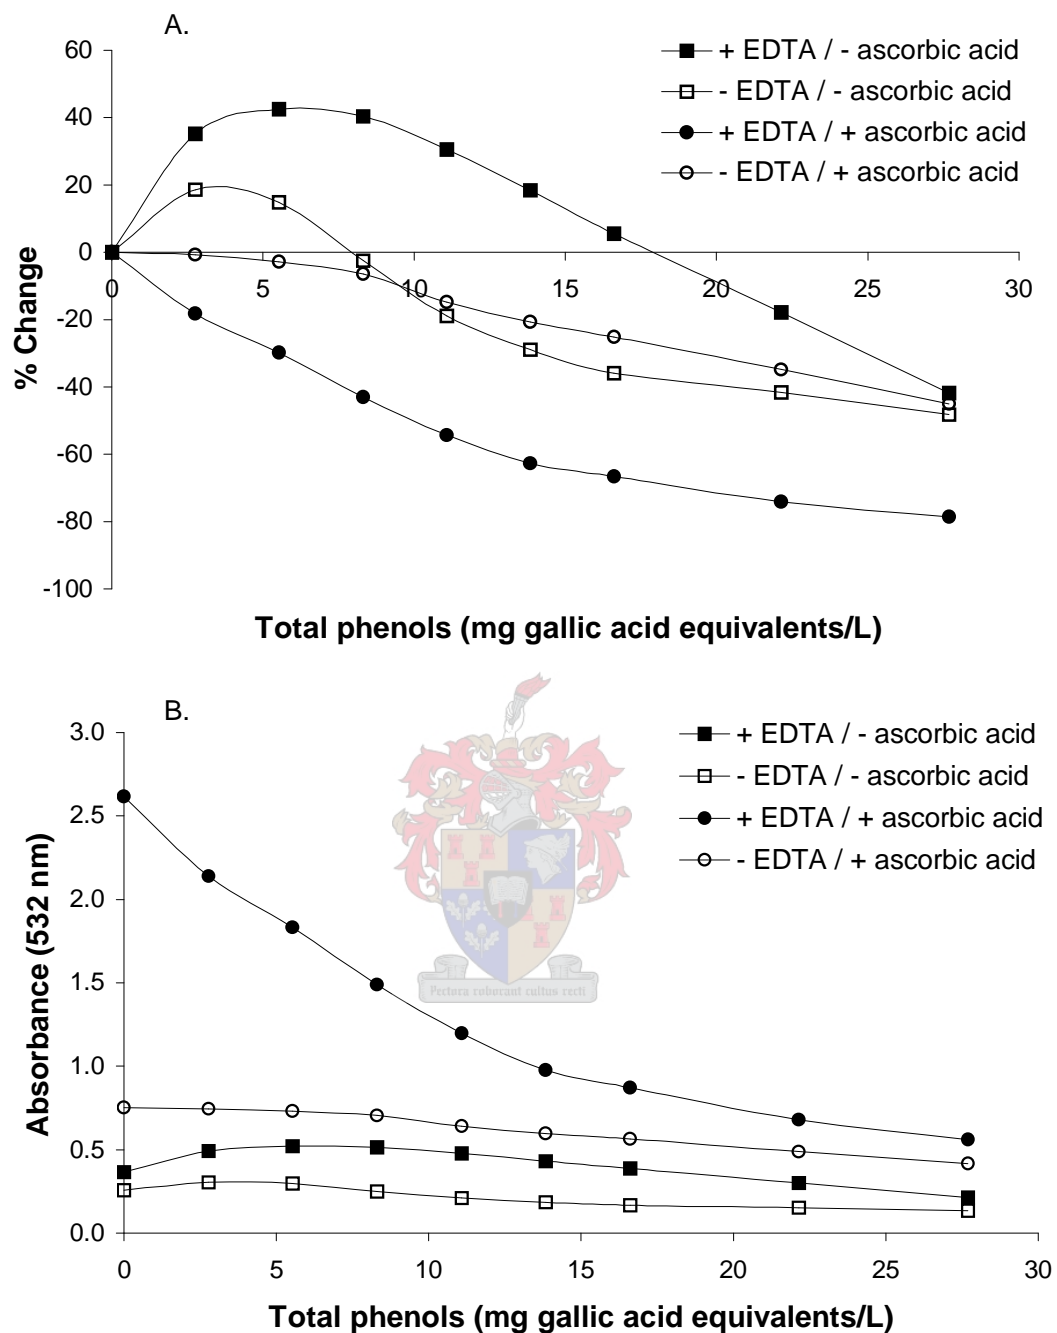 A.
60
40
20
0
-20
-40
-60
-80
-100
% Change
0 5 10 15 20 25 30
+ EDTA / - ascorbic acid
- EDTA / - ascorbic acid
+ EDTA / + ascorbic acid
- EDTA / + ascorbic acid
Total phenols (mg gallic acid equivalents/L)
B.
3.0
2.5
2.0
1.5
1.0
0.5
0.0
Absorbance (532 nm)
+ EDTA / - ascorbic acid
- EDTA / - ascorbic acid
+ EDTA / + ascorbic acid
- EDTA / + ascorbic acid
Pectora roborant cultus recti
0 5 10 15 20 25 30
Total phenols (mg gallic acid equivalents/L)